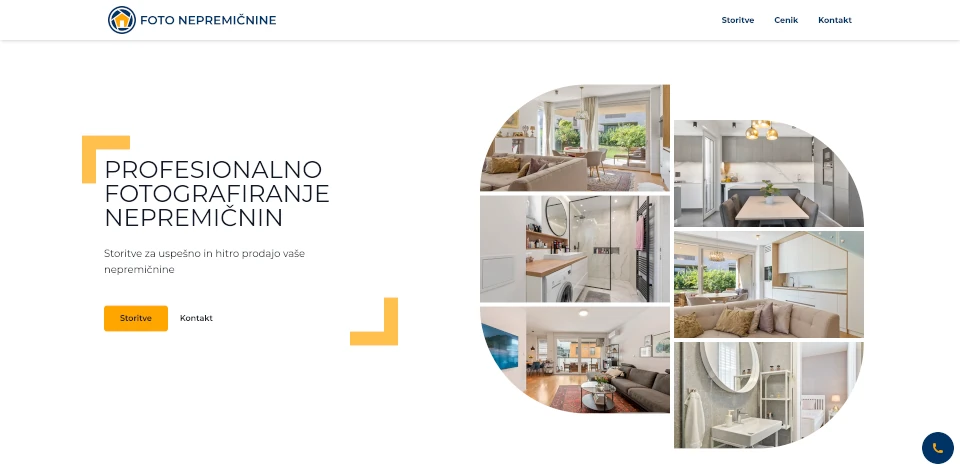 FOTO NEPREMIČNINE
Storitve
Cenik
Kontakt
PROFESIONALNO
FOTOGRAFIRANJE
NEPREMIČNIN
Storitve za uspešno in hitro prodajo vaše
nepremičnine
Storitve
Kontakt